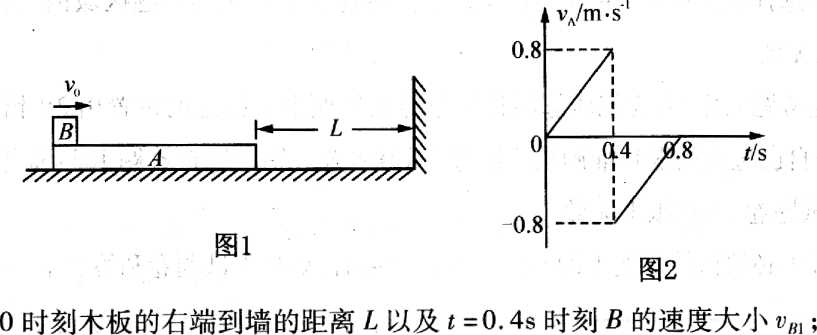 v_A/m·s⁻¹
0.8
v₀
B
L
A
0
0.4
0.8
t/s
-0.8
图1
图2
0 时刻木板的右端到墙的距离 L 以及 t = 0.4s 时刻 B 的速度大小 v_{B1};